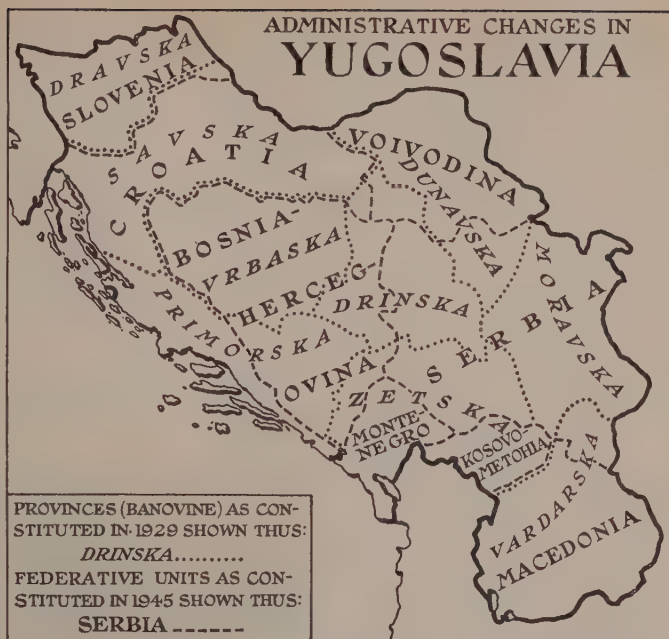 ADMINISTRATIVE CHANGES IN
YUGOSLAVIA
DRAVSKA
SLOVENIA
SAVSKA
CROATIA
VOIVODINA
DUNAVSKA
BOSNIA-
VRBASKA
HERCEG-
DRINSKA
MORAVSKA
SERBIA
PRIMORSKA
OVINA
ZETSKA
MONTE-
NEGRO
KOSOVO-
METOHIA
VARDARSKA
MACEDONIA
PROVINCES (BANOVINE) AS CON-
STITUTED IN 1929 SHOWN THUS:
DRINSKA..........
FEDERATIVE UNITS AS CON-
STITUTED IN 1945 SHOWN THUS:
SERBIA ------